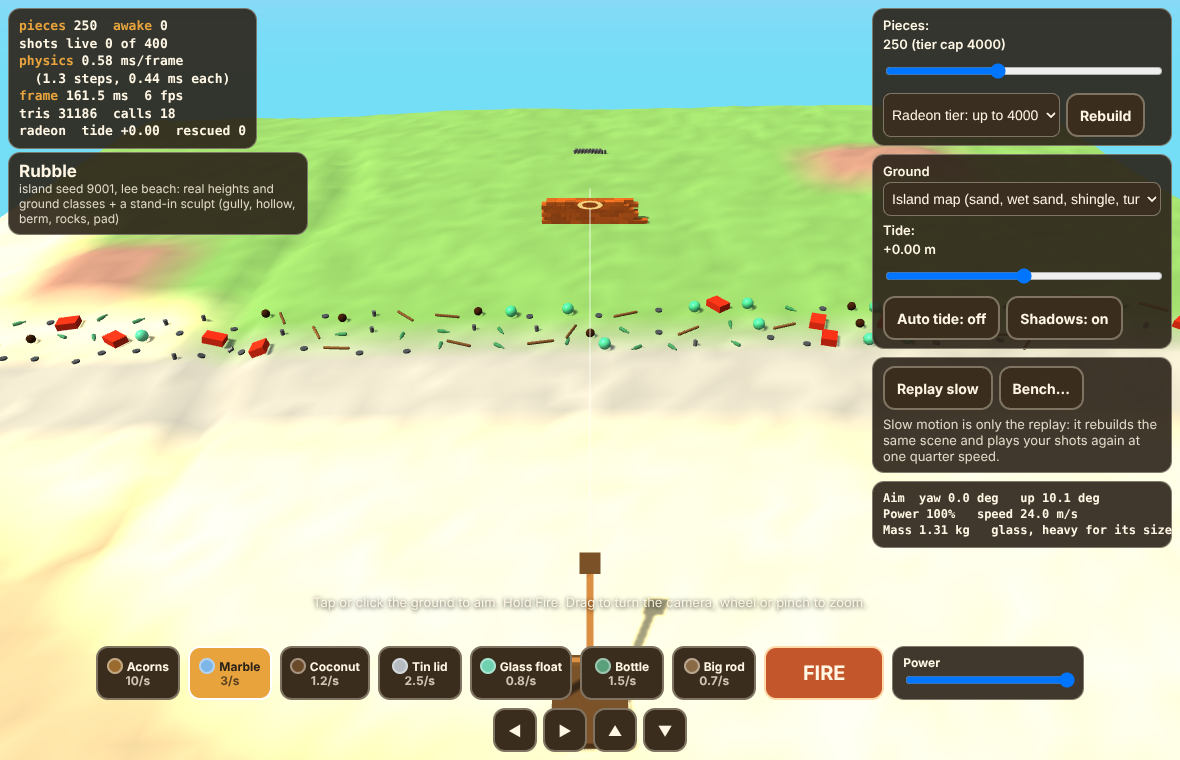 pieces 250  awake 0
shots live 0 of 400
physics 0.58 ms/frame
(1.3 steps, 0.44 ms each)
frame 161.5 ms  6 fps
tris 31186  calls 18
radeon  tide +0.00  rescued 0
Rubble
island seed 9001, lee beach: real heights and
ground classes + a stand-in sculpt (gully, hollow,
berm, rocks, pad)
Pieces:
250 (tier cap 4000)
Radeon tier: up to 4000
Rebuild
Ground
Island map (sand, wet sand, shingle, tur
Tide:
+0.00 m
Auto tide: off
Shadows: on
Replay slow
Bench...
Slow motion is only the replay: it rebuilds the
same scene and plays your shots again at
one quarter speed.
Aim  yaw 0.0 deg   up 10.1 deg
Power 100%   speed 24.0 m/s
Mass 1.31 kg   glass, heavy for its size
Tap or click the ground to aim. Hold Fire. Drag to turn the camera, wheel or pinch to zoom.
Acorns
10/s
Marble
3/s
Coconut
1.2/s
Tin lid
2.5/s
Glass float
0.8/s
Bottle
1.5/s
Big rod
0.7/s
FIRE
Power